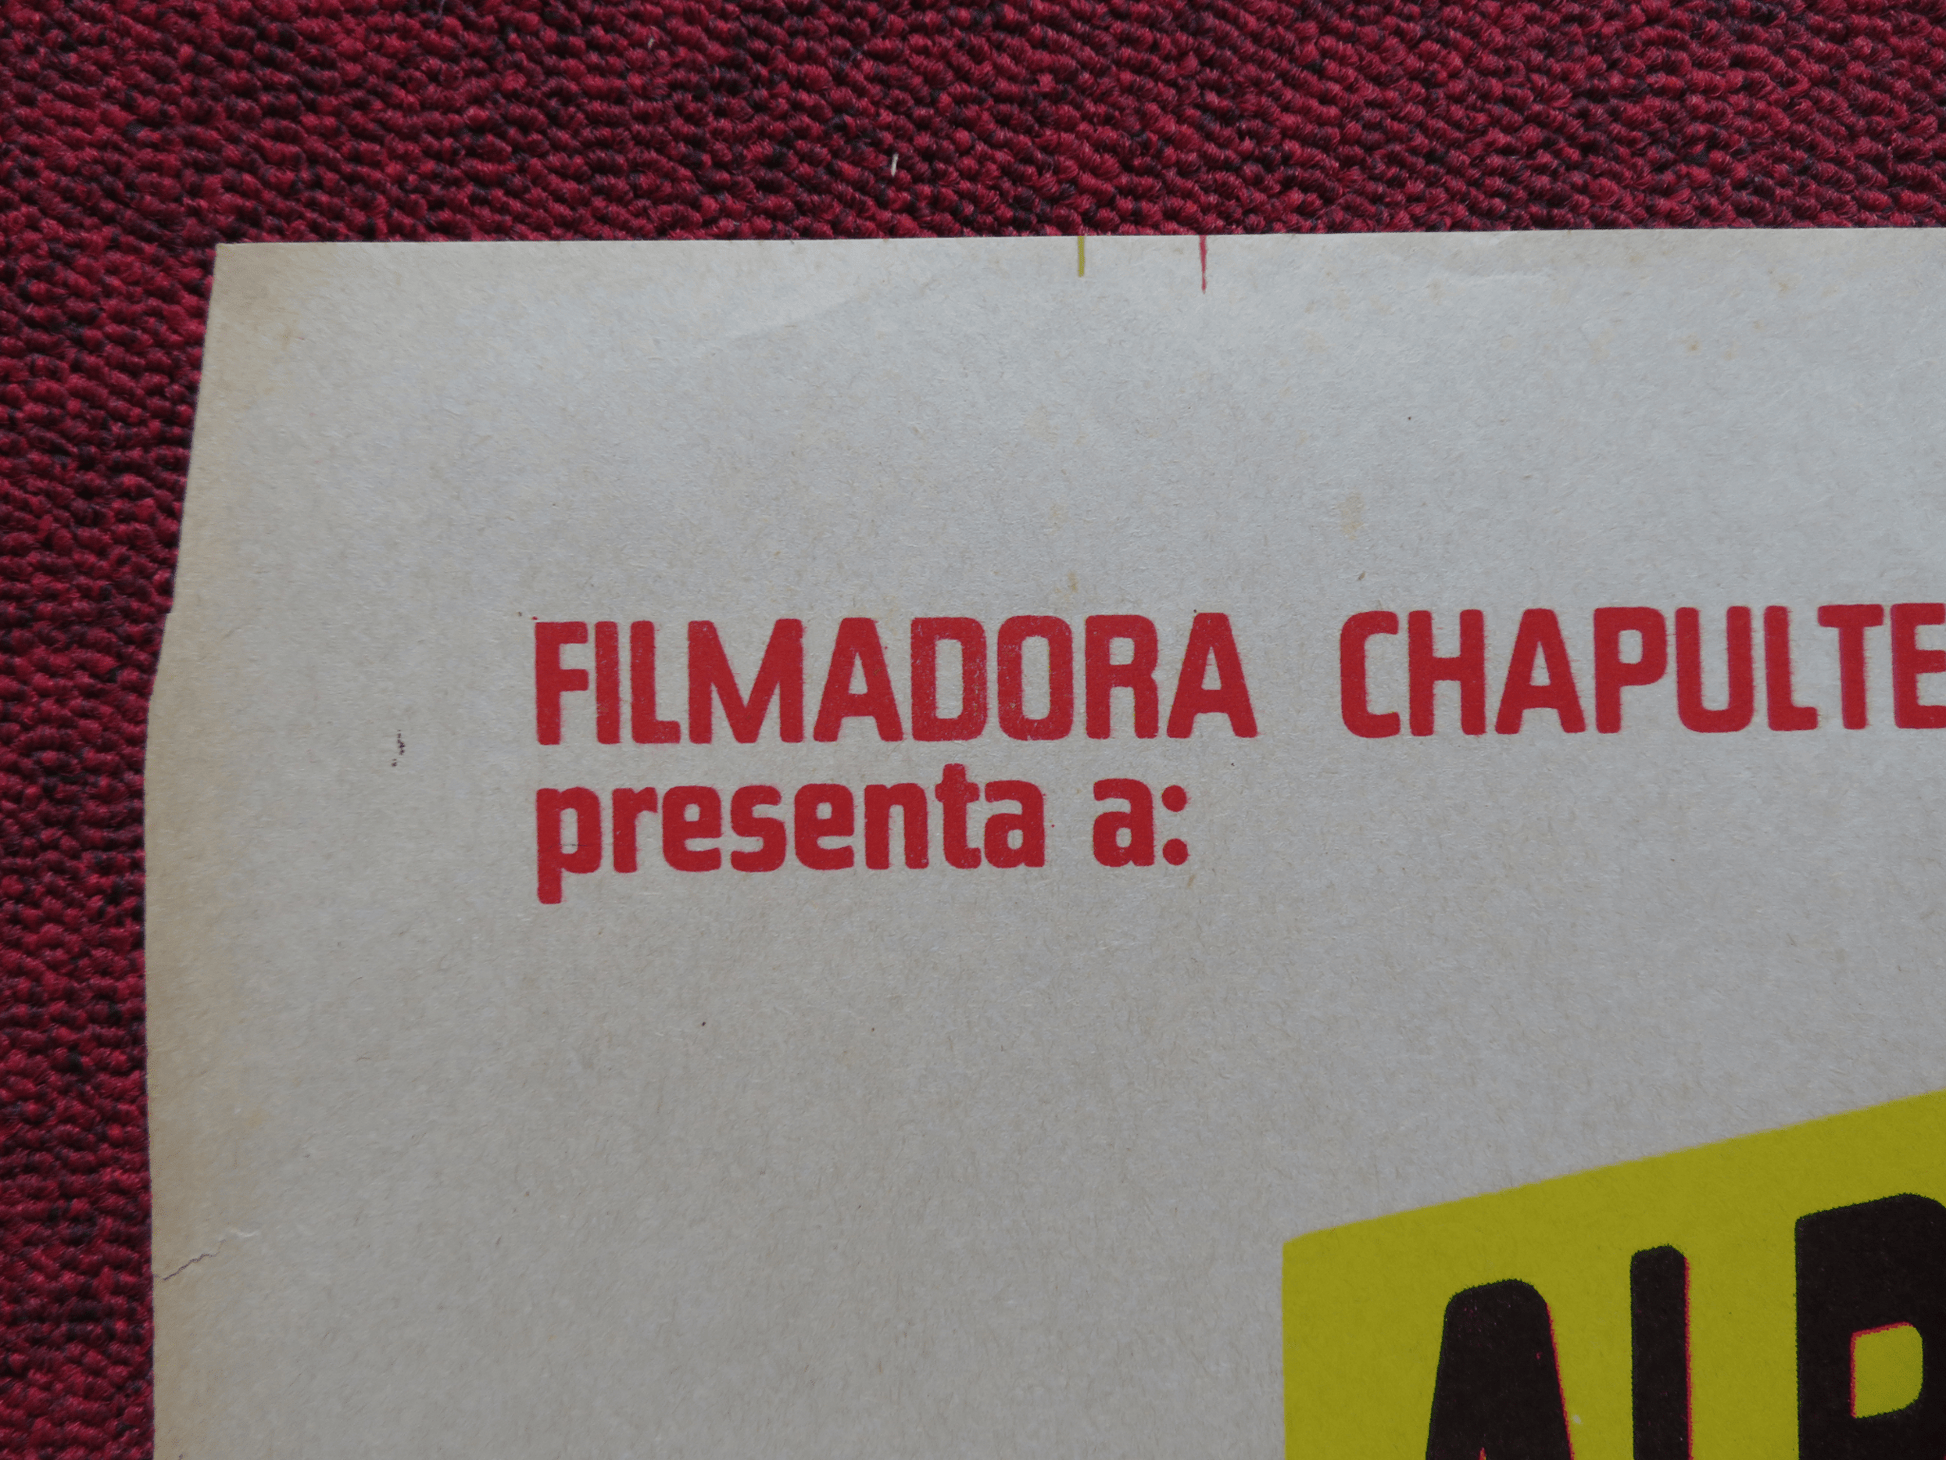 FILMADORA CHAPULTE
presenta a: